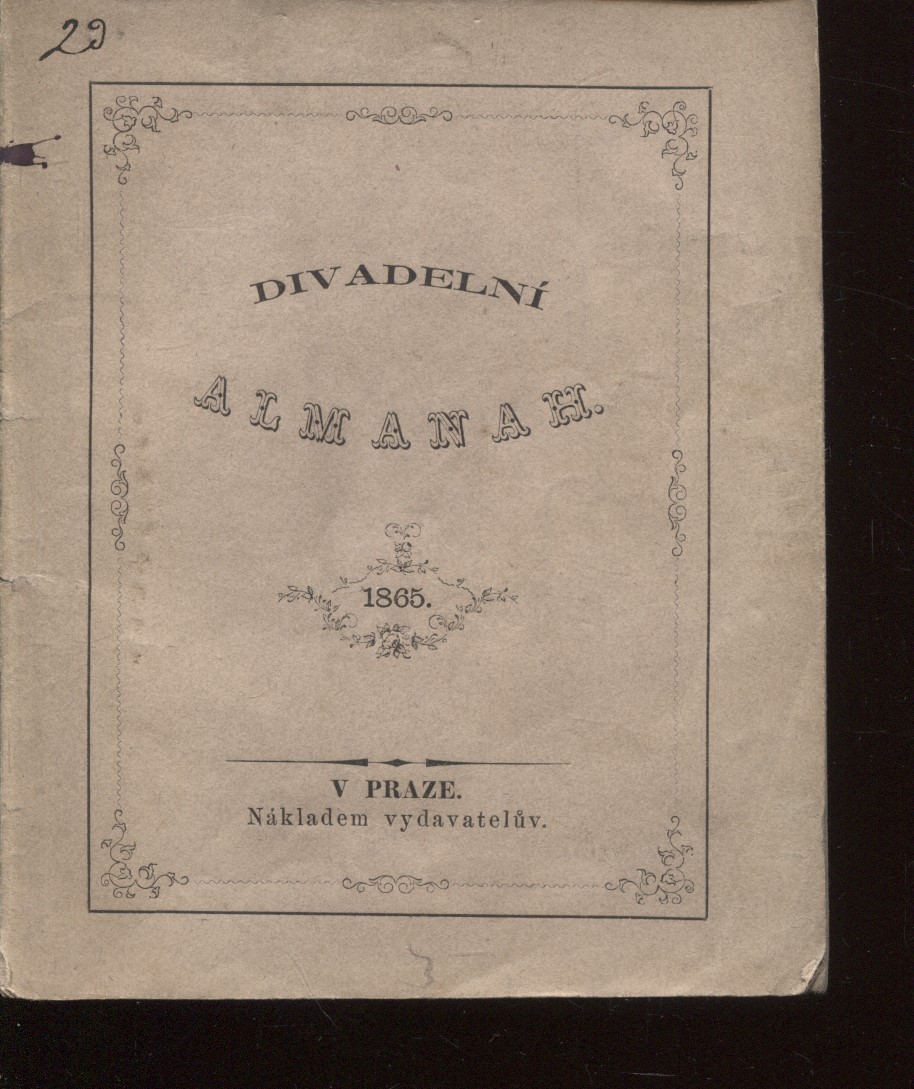 29
DIVADELNÍ
ALMANAH.
1865.
V PRAZE.
Nákladem vydavatelův.